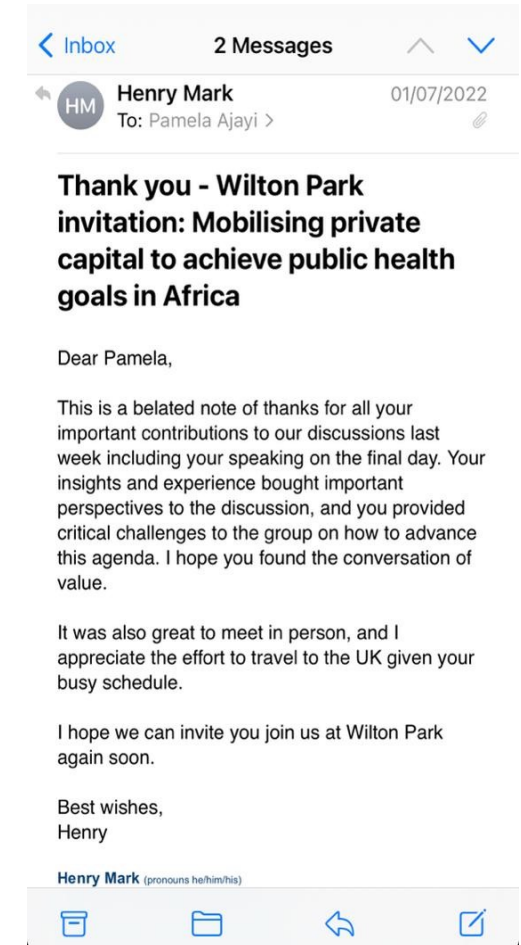 Inbox
2 Messages
HM
Henry Mark
01/07/2022
To: Pamela Ajayi >
Thank you - Wilton Park
invitation: Mobilising private
capital to achieve public health
goals in Africa
Dear Pamela,
This is a belated note of thanks for all your
important contributions to our discussions last
week including your speaking on the final day. Your
insights and experience bought important
perspectives to the discussion, and you provided
critical challenges to the group on how to advance
this agenda. I hope you found the conversation of
value.
It was also great to meet in person, and I
appreciate the effort to travel to the UK given your
busy schedule.
I hope we can invite you join us at Wilton Park
again soon.
Best wishes,
Henry
Henry Mark (pronouns he/him/his)